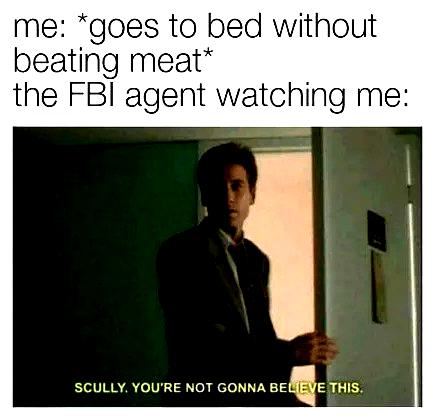 me: *goes to bed without
beating meat*
the FBI agent watching me:
SCULLY. YOU'RE NOT GONNA BELIEVE THIS.